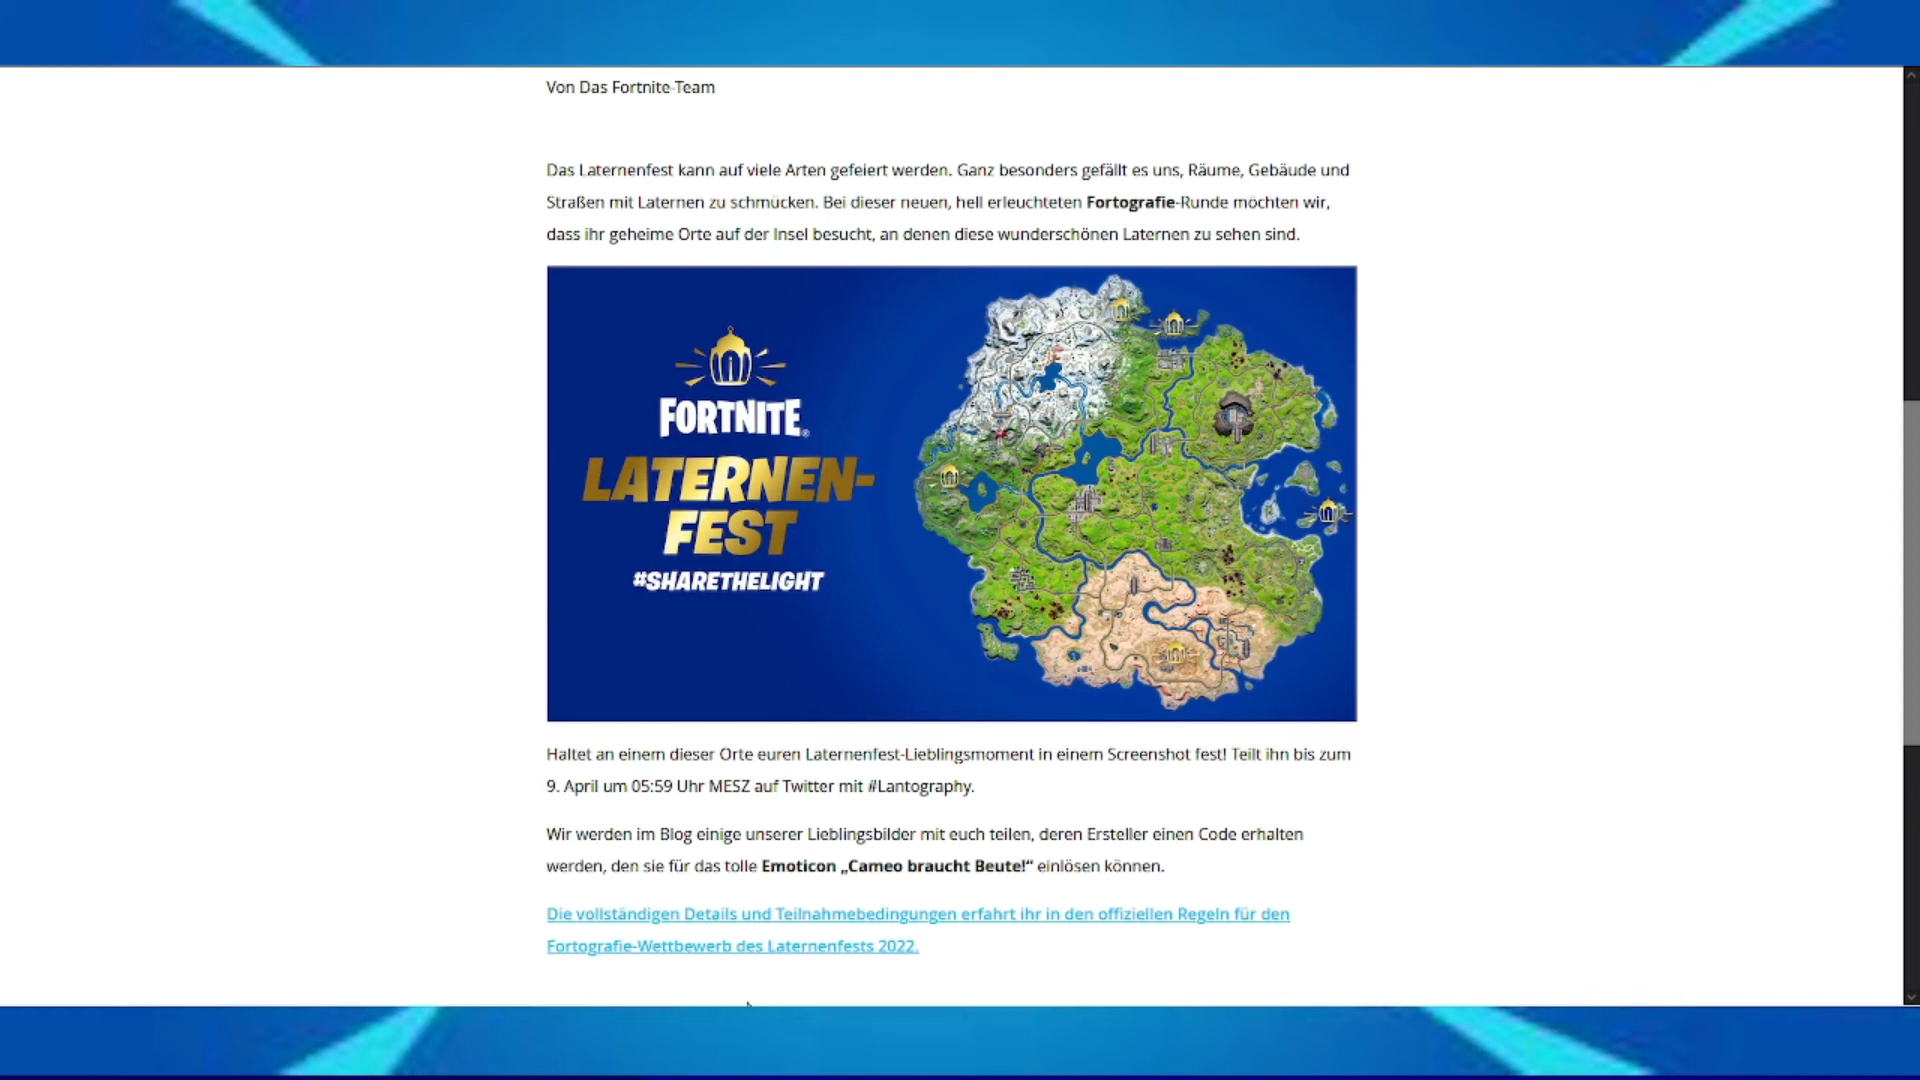 Von Das Fortnite-Team
Das Laternenfest kann auf viele Arten gefeiert werden. Ganz besonders gefällt es uns, Räume, Gebäude und
Straßen mit Laternen zu schmücken. Bei dieser neuen, hell erleuchteten Fortografie-Runde möchten wir,
dass ihr geheime Orte auf der Insel besucht, an denen diese wunderschönen Laternen zu sehen sind.
FORTNITE
LATERNEN-
FEST
#SHARETHELIGHT
Haltet an einem dieser Orte euren Laternenfest-Lieblingsmoment in einem Screenshot fest! Teilt ihn bis zum
9. April um 05:59 Uhr MESZ auf Twitter mit #Lantography.
Wir werden im Blog einige unserer Lieblingsbilder mit euch teilen, deren Ersteller einen Code erhalten
werden, den sie für das tolle Emoticon „Cameo braucht Beute!“ einlösen können.
Die vollständigen Details und Teilnahmebedingungen erfahrt ihr in den offiziellen Regeln für den
Fortografie-Wettbewerb des Laternenfests 2022.